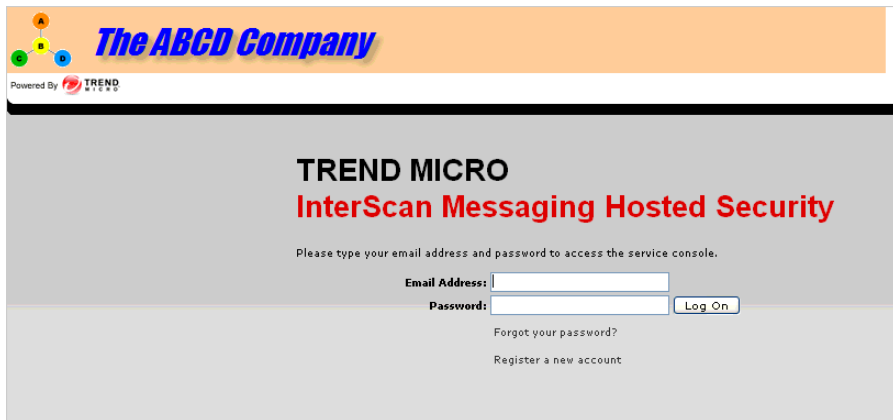 A
B
C D
The ABCD Company
Powered By TREND MICRO
TREND MICRO
InterScan Messaging Hosted Security
Please type your email address and password to access the service console.
Email Address:
Password: Log On
Forgot your password?
Register a new account